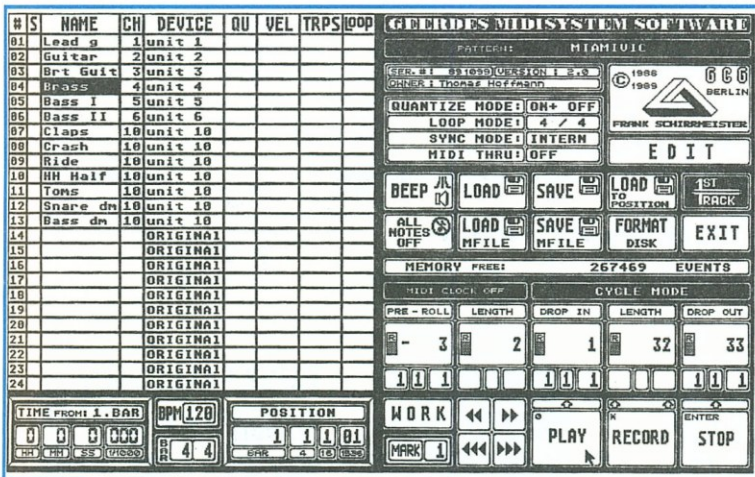 # S NAME CH DEVICE QU VEL TRPS LOOP
01 Lead g 1 unit 1
02 Guitar 2 unit 2
03 Brt Guit 3 unit 3
04 Brass 4 unit 4
05 Bass I 5 unit 5
06 Bass II 6 unit 6
07 Claps 10 unit 10
08 Crash 10 unit 10
09 Ride 10 unit 10
10 HH Half 10 unit 10
11 Toms 10 unit 10
12 Snare dm 10 unit 10
13 Bass dm 10 unit 10
14 ORIGINAL
15 ORIGINAL
16 ORIGINAL
17 ORIGINAL
18 ORIGINAL
19 ORIGINAL
20 ORIGINAL
21 ORIGINAL
22 ORIGINAL
23 ORIGINAL
24 ORIGINAL
TIME FROM: 1.BAR
0 0 0 000
HH MM SS 1/1000
BPM 120
BAR 4 4
POSITION
1 1 1 01
BAR 4 16 1536
GEERDES MIDISYSTEM SOFTWARE
PATTERN: MIAMIVIC
SER. #: 091099 VERSION : 2.0
OWNER : Thomas Hoffmann
QUANTIZE MODE: ON+ OFF
LOOP MODE: 4 / 4
SYNC MODE: INTERN
MIDI THRU: OFF
© 1988 1989
GCG
BERLIN
FRANK SCHIRRMEISTER
EDIT
BEEP LOAD SAVE LOAD TO POSITION 1ST TRACK
ALL NOTES OFF LOAD MFILE SAVE MFILE FORMAT DISK EXIT
MEMORY FREE: 267469 EVENTS
MIDI CLOCK OFF CYCLE MODE
PRE-ROLL LENGTH DROP IN LENGTH DROP OUT
- 3 2 1 32 33
1 1 1 1 1 1 1 1 1
WORK
MARK 1
0 PLAY
* RECORD
ENTER STOP